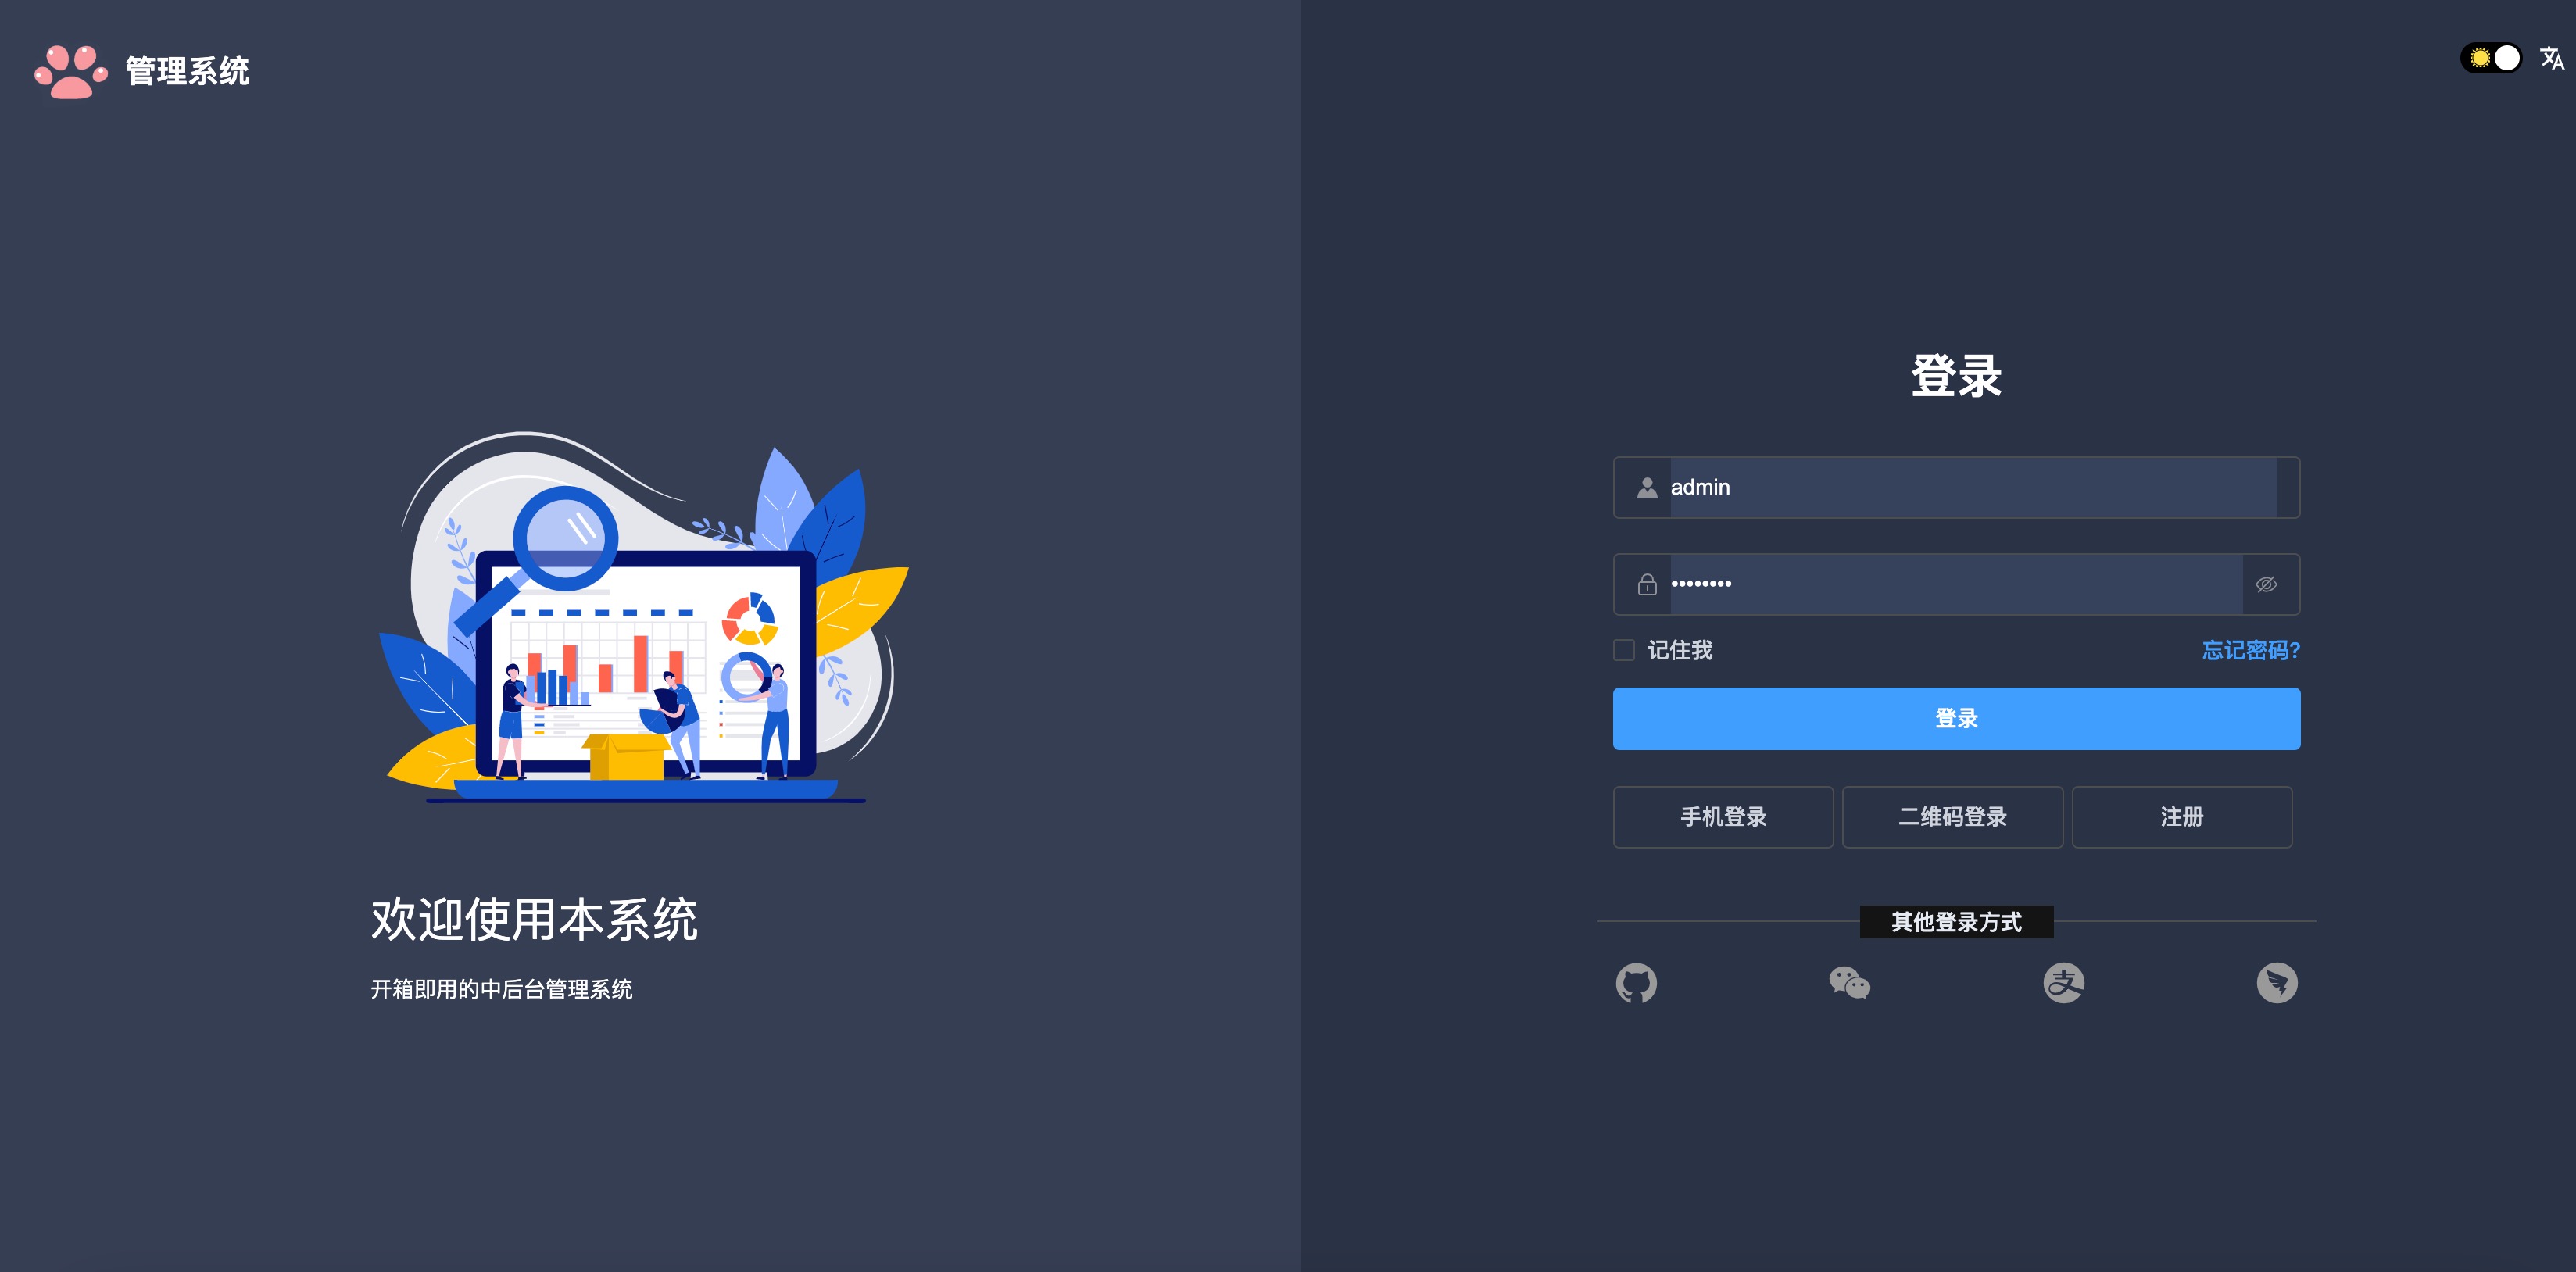 管理系统
欢迎使用本系统
开箱即用的中后台管理系统
登录
admin
••••••••
记住我
忘记密码?
登录
手机登录
二维码登录
注册
其他登录方式